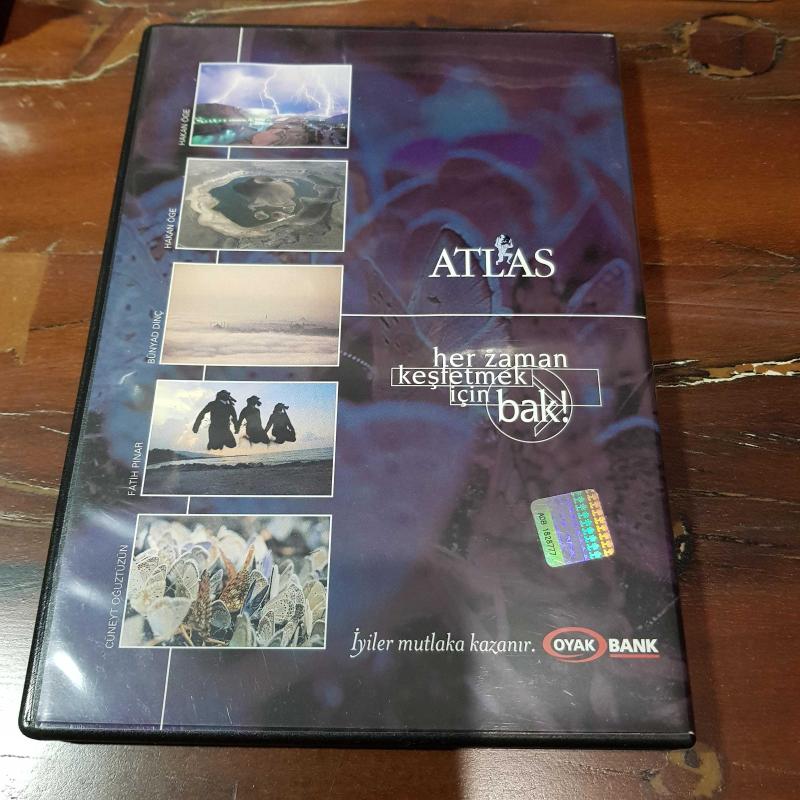 HAKAN ÖGE
HAKAN ÖGE
BÜNYAD DİNÇ
FATİH PINAR
CÜNEYT OĞUZTÜZÜN
ATLAS
her zaman
keşfetmek
için
bak!
İyiler mutlaka kazanır.
OYAK BANK